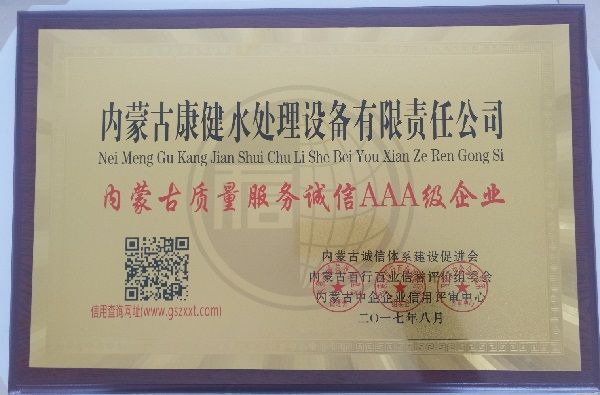 内蒙古康健水处理设备有限责任公司
Nei Meng Gu Kang Jian Shui Chu Li She Bei You Xian Ze Ren Gong Si
内蒙古质量服务诚信AAA级企业
内蒙古诚信体系建设促进会
内蒙古百行百业信誉评价组委会
内蒙古中企企业信用评审中心
二〇一七年八月
信用查询网址(www.gszxxt.com)